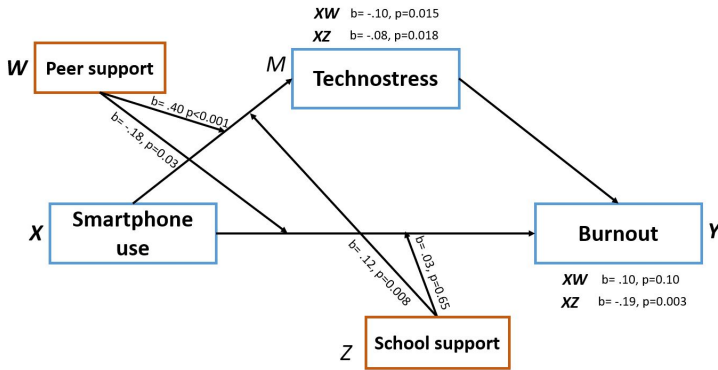 XW b= -.10, p=0.015
XZ b= -.08, p=0.018
W Peer support
M Technostress
b= .40 p<0.001
b= -.18, p=0.03
X Smartphone
use
Burnout Y
b= .12, p=0.008
b= .03, p=0.65
XW b= .10, p=0.10
XZ b= -.19, p=0.003
Z School support